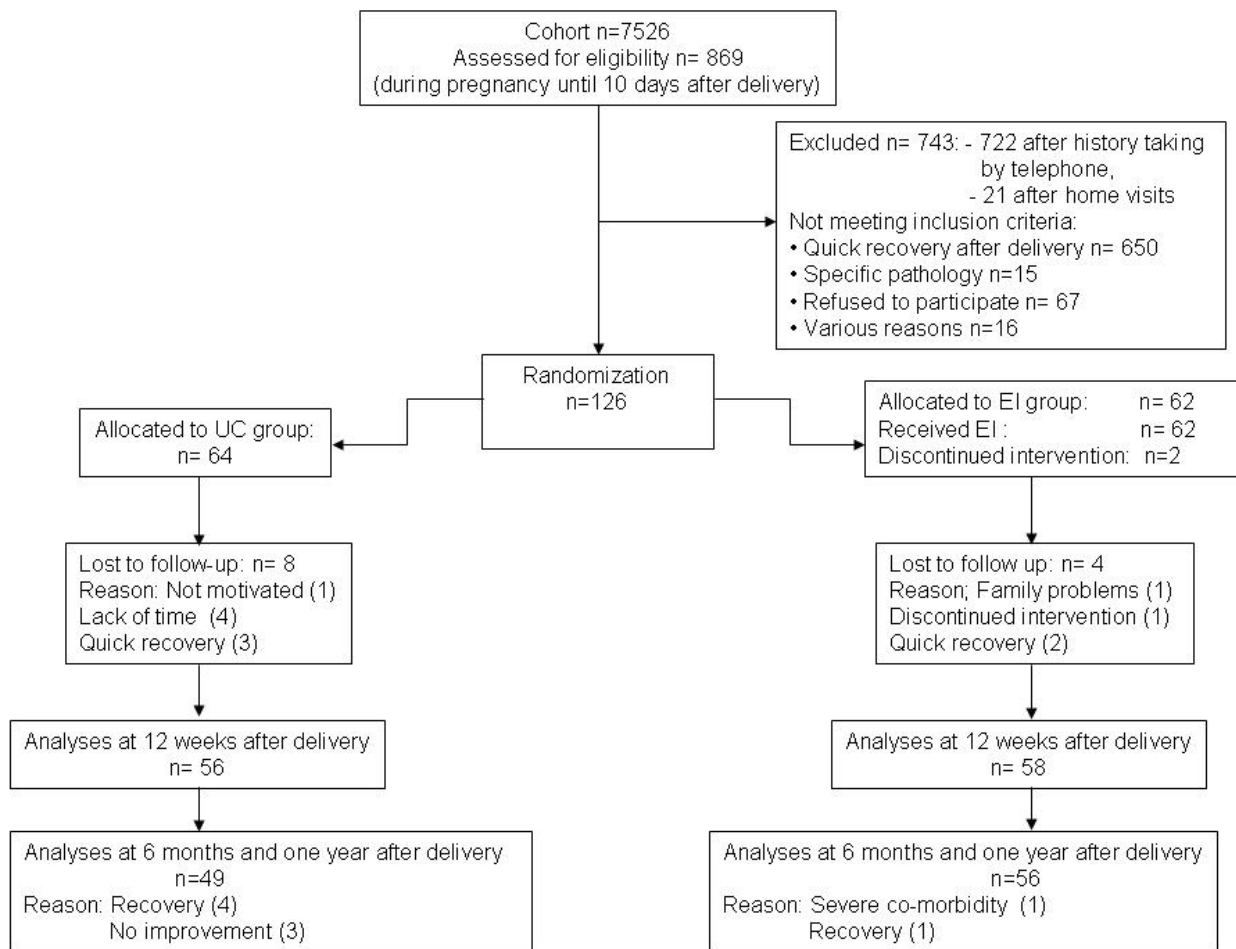 Cohort n=7526
Assessed for eligibility n= 869
(during pregnancy until 10 days after delivery)
Excluded n= 743: - 722 after history taking
by telephone,
- 21 after home visits
Not meeting inclusion criteria:
• Quick recovery after delivery n= 650
• Specific pathology n=15
• Refused to participate n= 67
• Various reasons n=16
Randomization
n=126
Allocated to UC group:
n= 64
Allocated to EI group: n= 62
Received EI : n= 62
Discontinued intervention: n=2
Lost to follow-up: n= 8
Reason: Not motivated (1)
Lack of time (4)
Quick recovery (3)
Lost to follow up: n= 4
Reason; Family problems (1)
Discontinued intervention (1)
Quick recovery (2)
Analyses at 12 weeks after delivery
n= 56
Analyses at 12 weeks after delivery
n= 58
Analyses at 6 months and one year after delivery
n=49
Reason: Recovery (4)
No improvement (3)
Analyses at 6 months and one year after delivery
n=56
Reason: Severe co-morbidity (1)
Recovery (1)